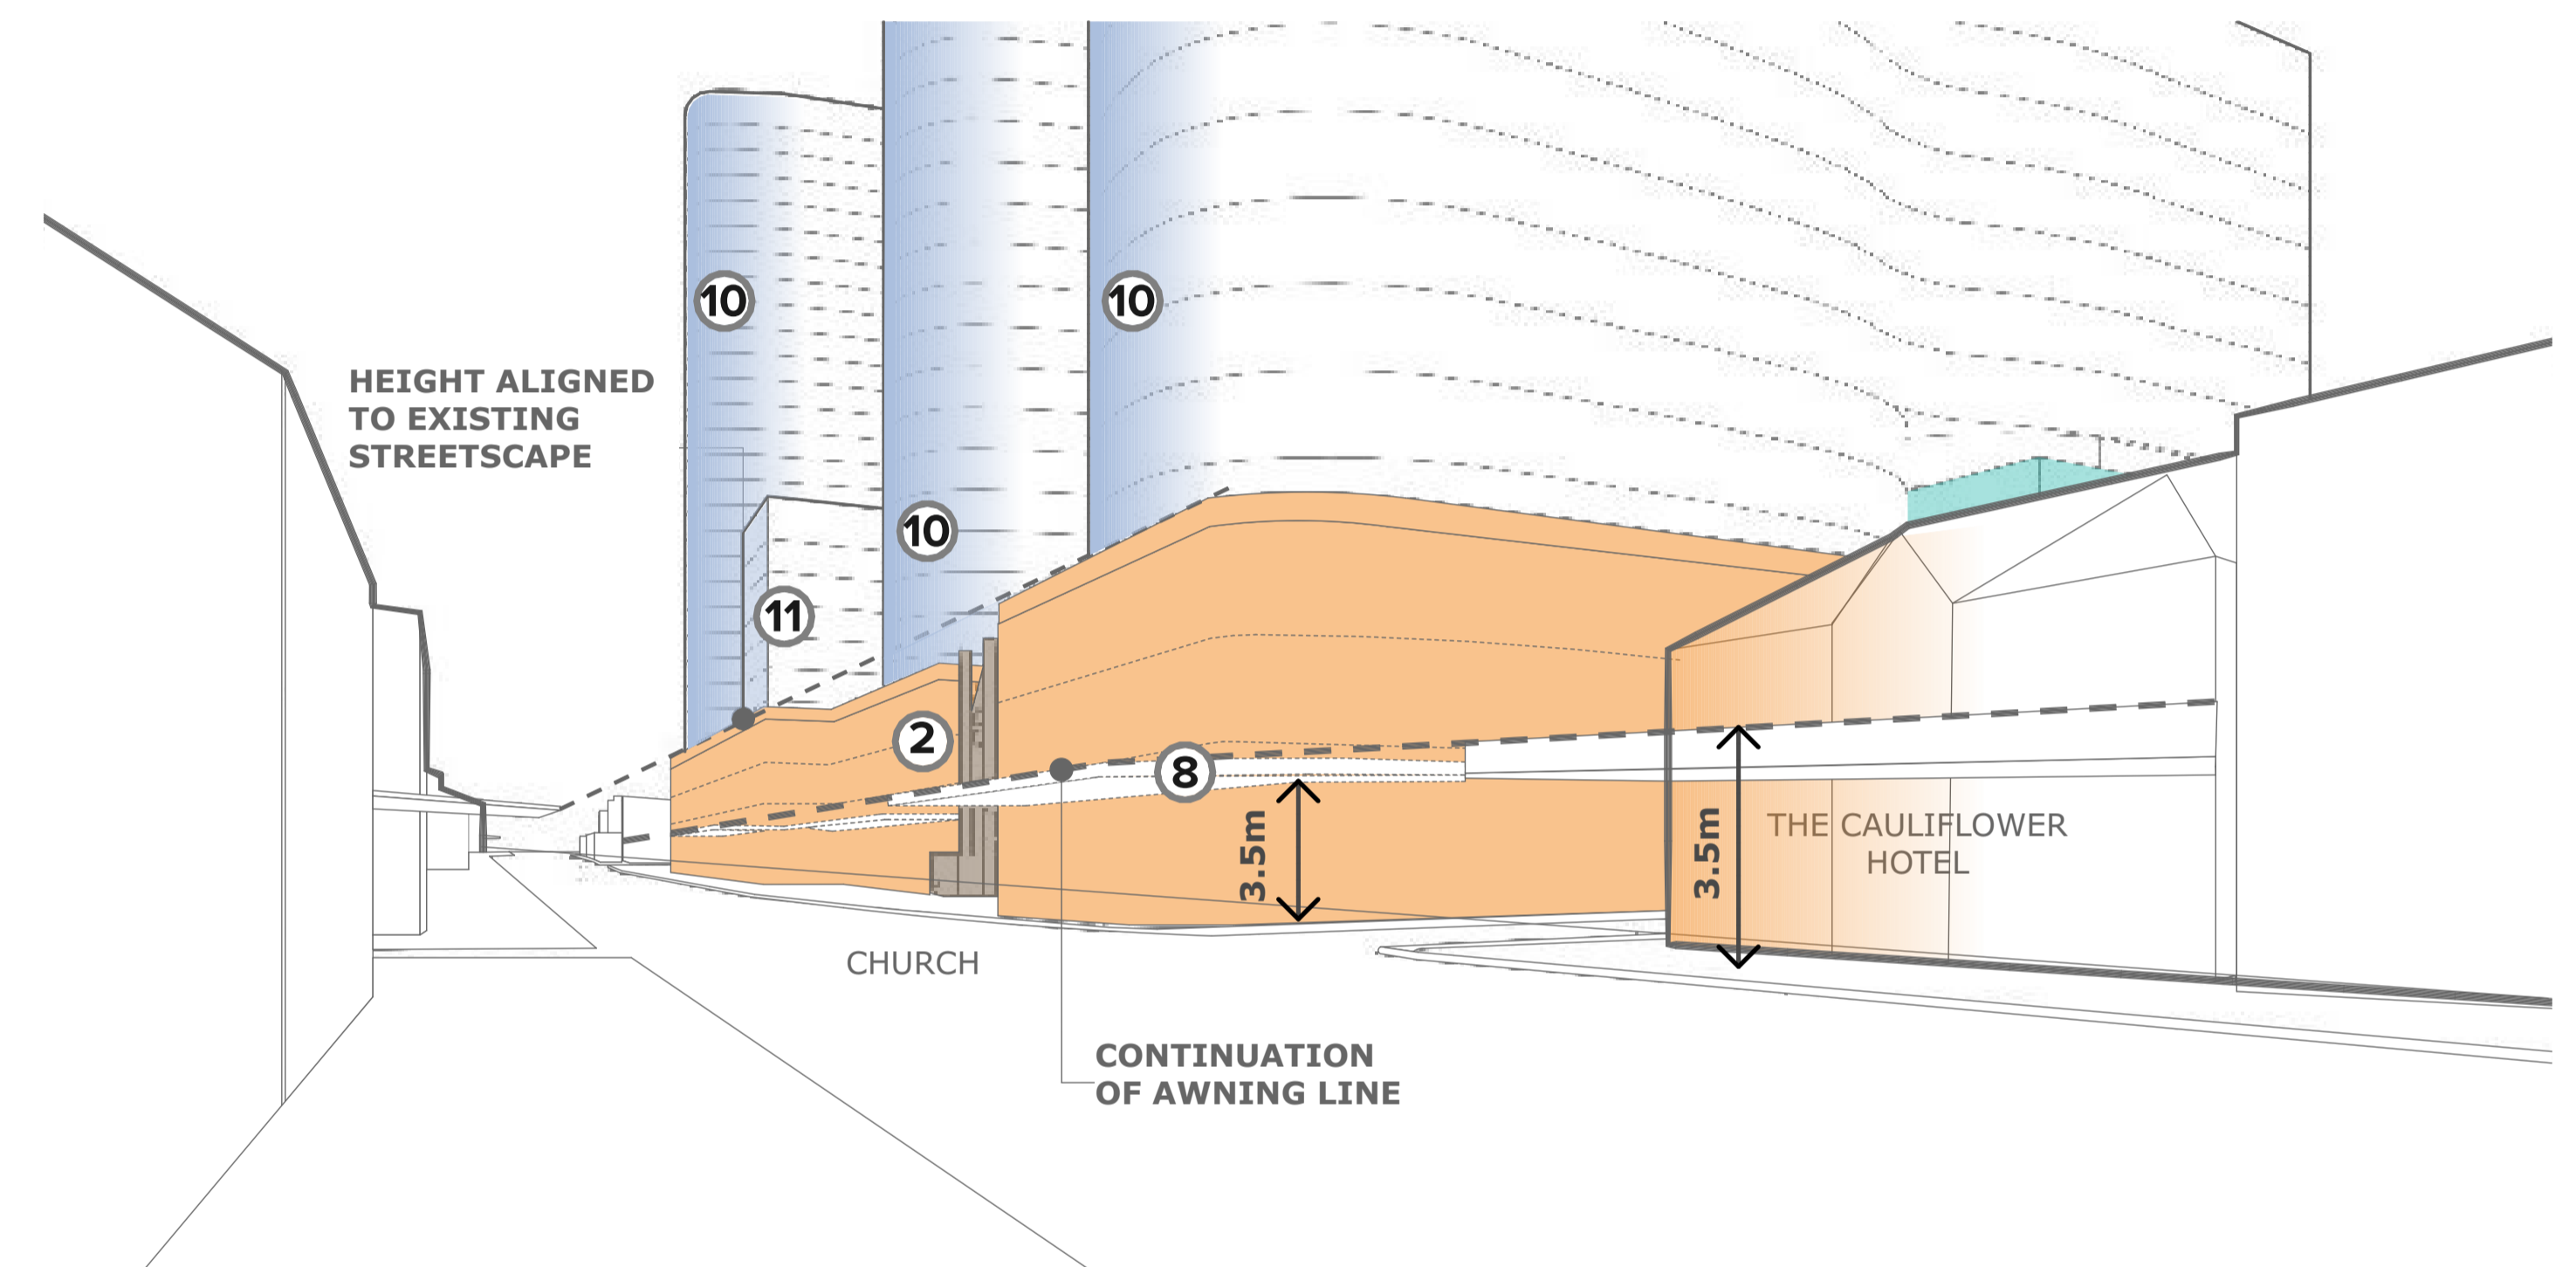 10
10
HEIGHT ALIGNED
TO EXISTING
STREETSCAPE
10
11
2
8
3.5m
3.5m
THE CAULIFLOWER
HOTEL
CHURCH
CONTINUATION
OF AWNING LINE